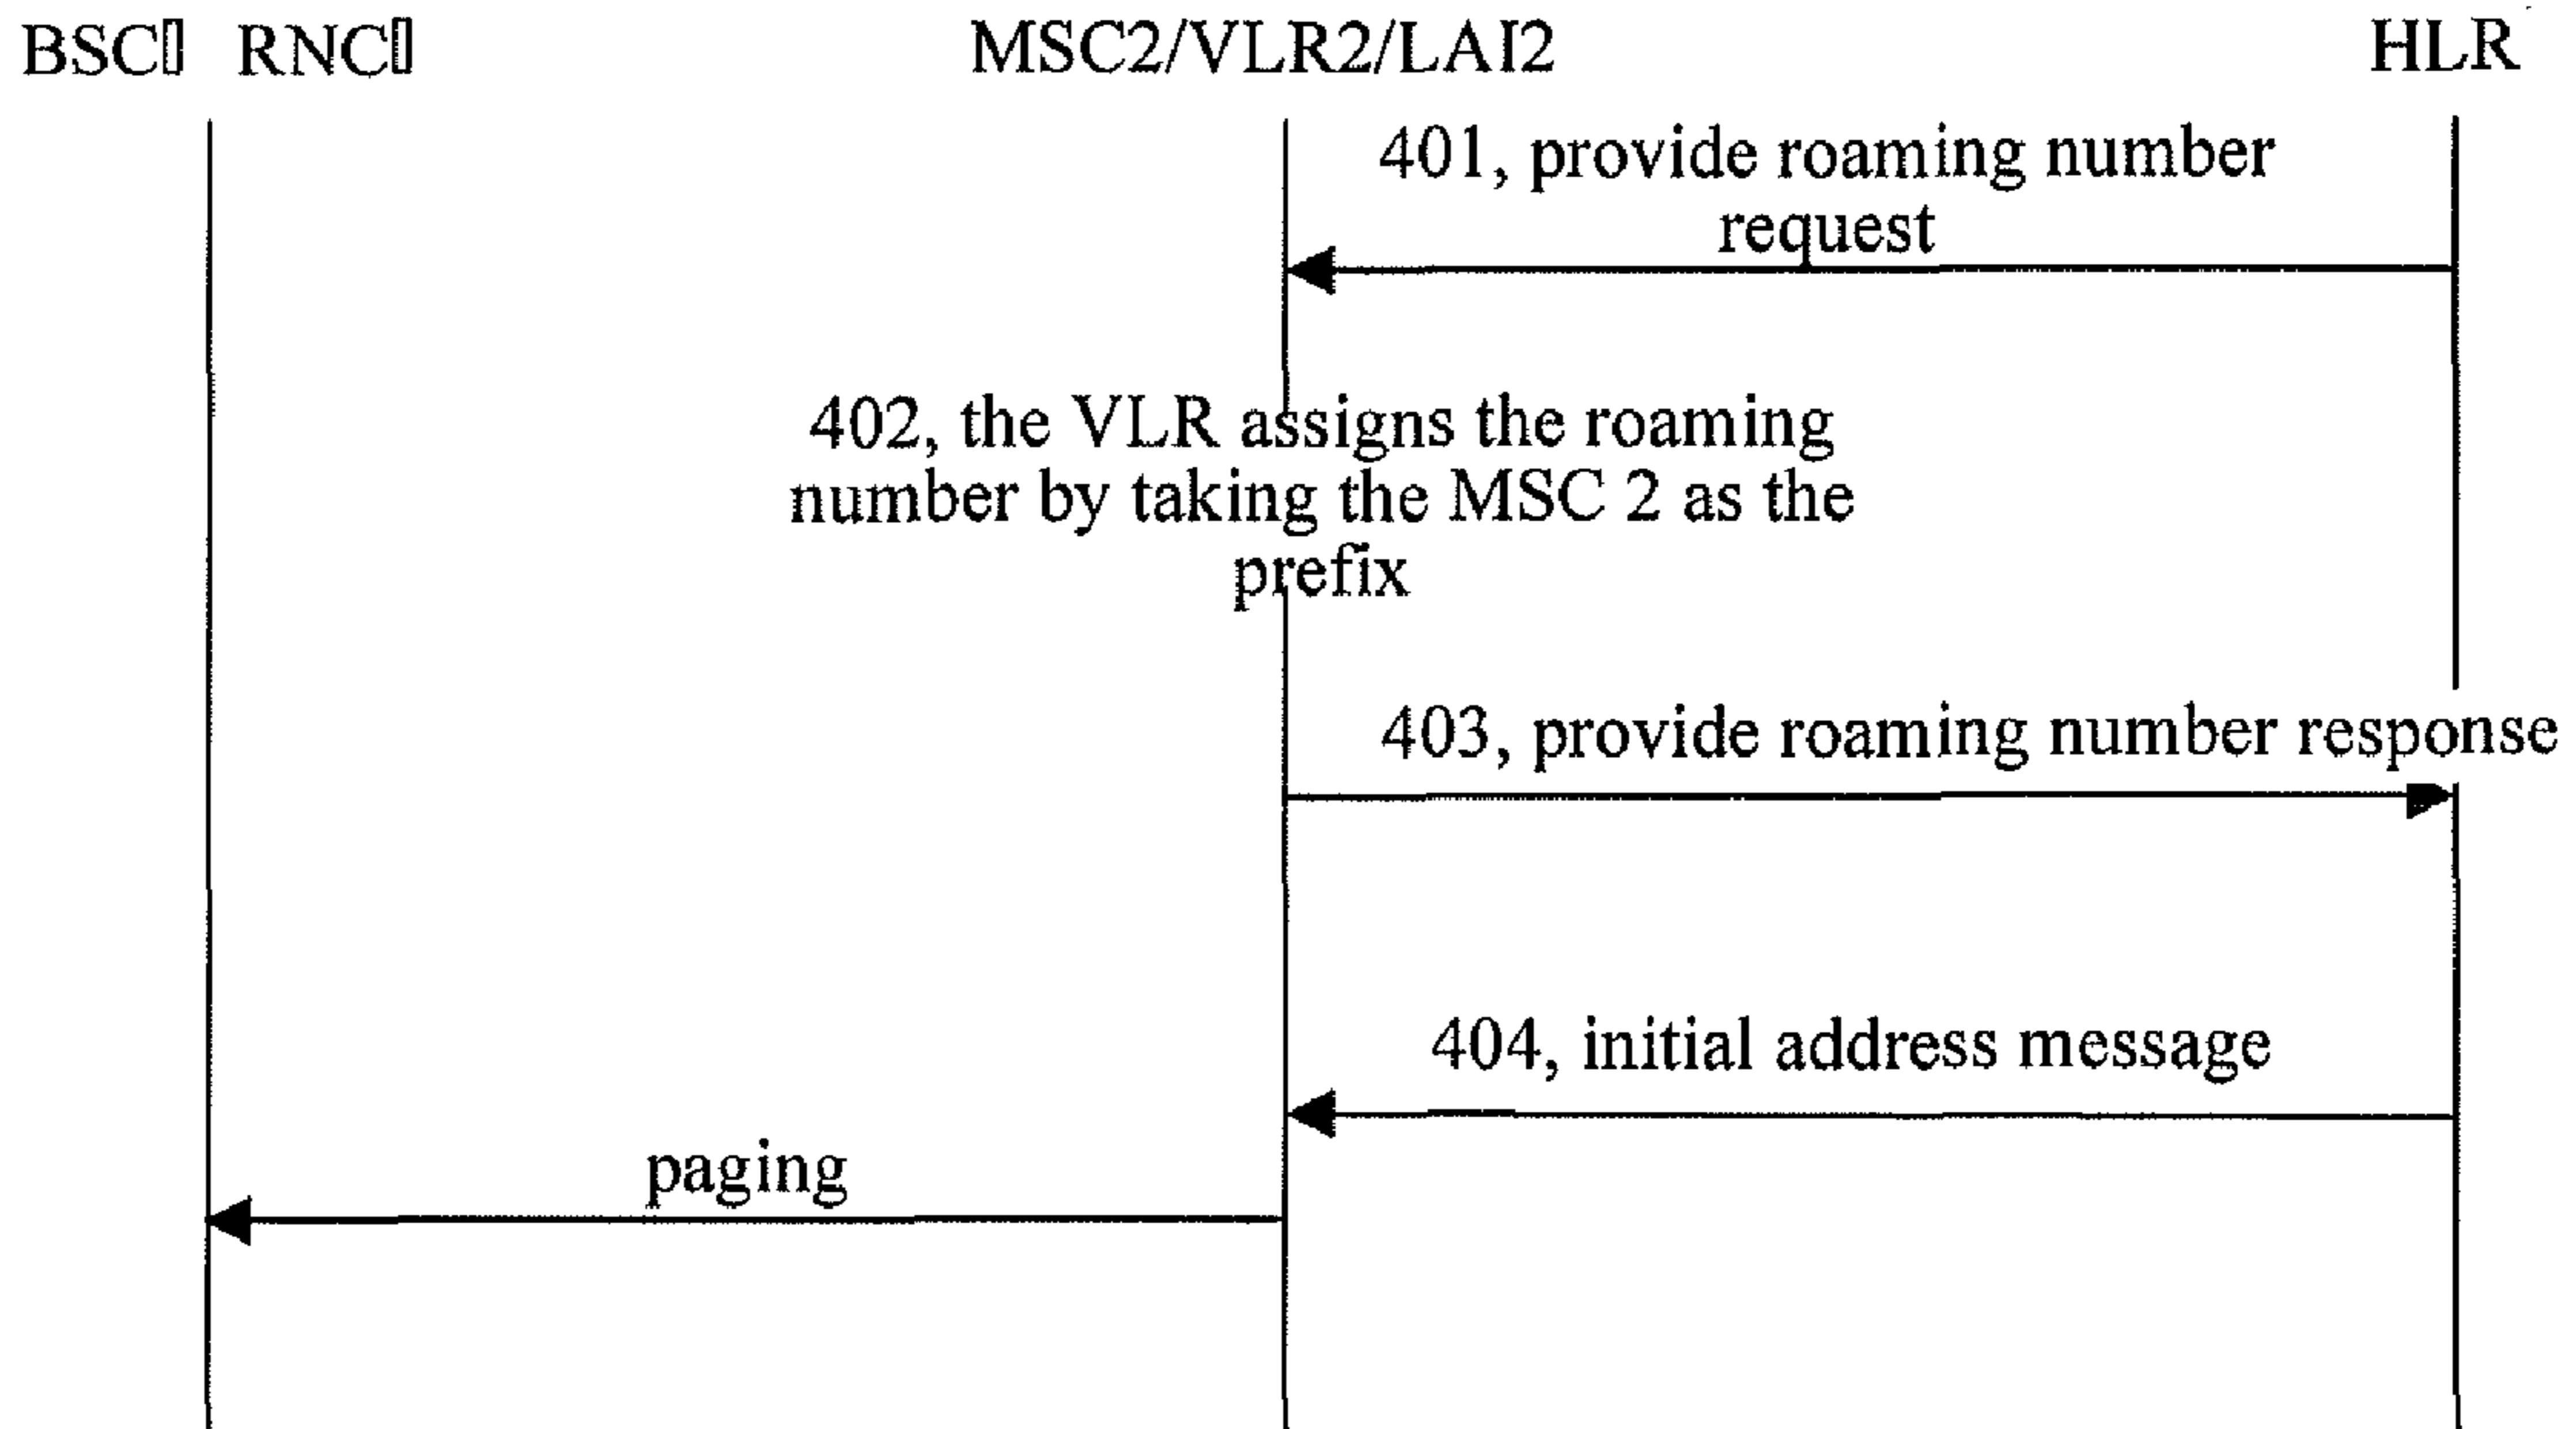 BSC▯ RNC▯
MSC2/VLR2/LAI2
HLR
401, provide roaming number
request
402, the VLR assigns the roaming
number by taking the MSC 2 as the
prefix
403, provide roaming number response
404, initial address message
paging